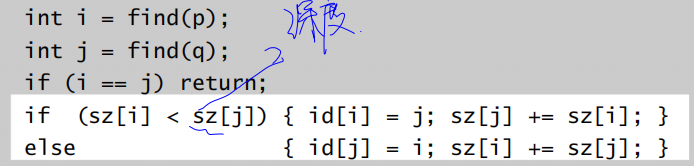 深度.
int i = find(p);
int j = find(q);
if (i == j) return;
if (sz[i] < sz[j]) { id[i] = j; sz[j] += sz[i]; }
else { id[j] = i; sz[i] += sz[j]; }